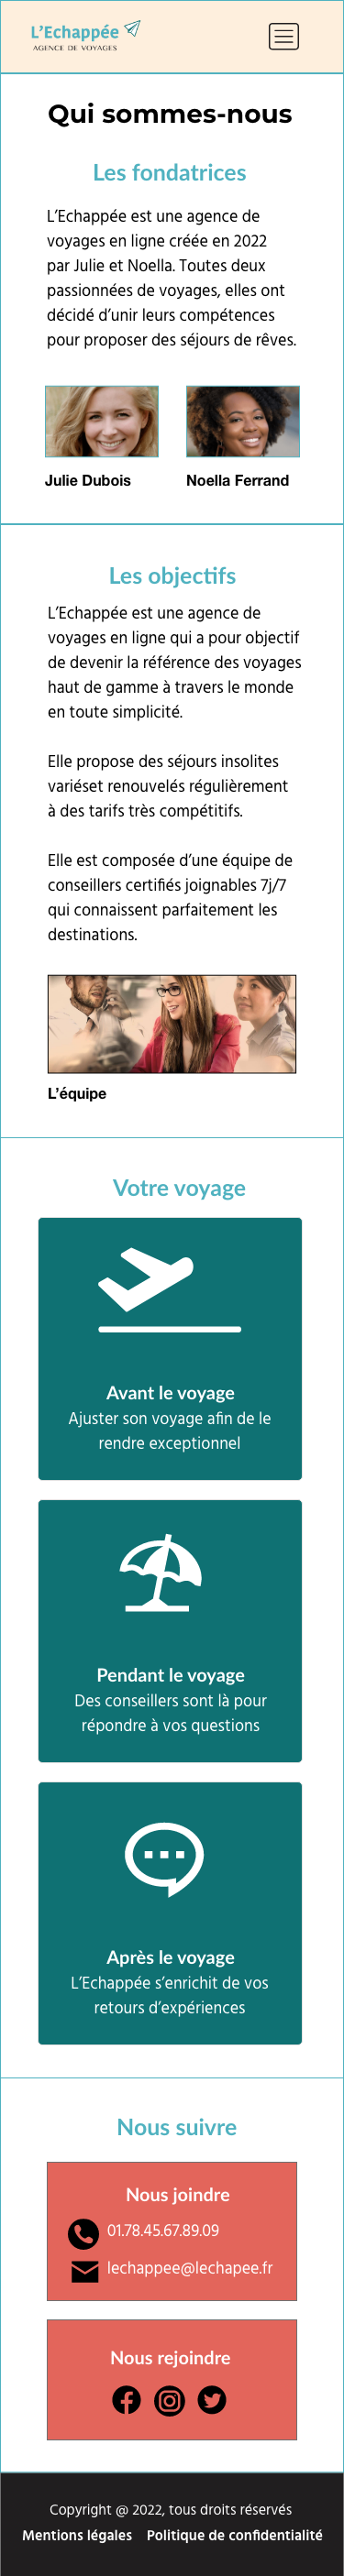 L'Echappée
AGENCE DE VOYAGES
Qui sommes-nous
Les fondatrices
L'Echappée est une agence de
voyages en ligne créée en 2022
par Julie et Noella. Toutes deux
passionnées de voyages, elles ont
décidé d'unir leurs compétences
pour proposer des séjours de rêves.
Julie Dubois
Noella Ferrand
Les objectifs
L'Echappée est une agence de
voyages en ligne qui a pour objectif
de devenir la référence des voyages
haut de gamme à travers le monde
en toute simplicité.
Elle propose des séjours insolites
variéset renouvelés régulièrement
à des tarifs très compétitifs.
Elle est composée d'une équipe de
conseillers certifiés joignables 7j/7
qui connaissent parfaitement les
destinations.
L'équipe
Votre voyage
Avant le voyage
Ajuster son voyage afin de le
rendre exceptionnel
Pendant le voyage
Des conseillers sont là pour
répondre à vos questions
Après le voyage
L'Echappée s'enrichit de vos
retours d'expériences
Nous suivre
Nous joindre
01.78.45.67.89.09
lechappee@lechapee.fr
Nous rejoindre
Copyright @ 2022, tous droits réservés
Mentions légales Politique de confidentialité